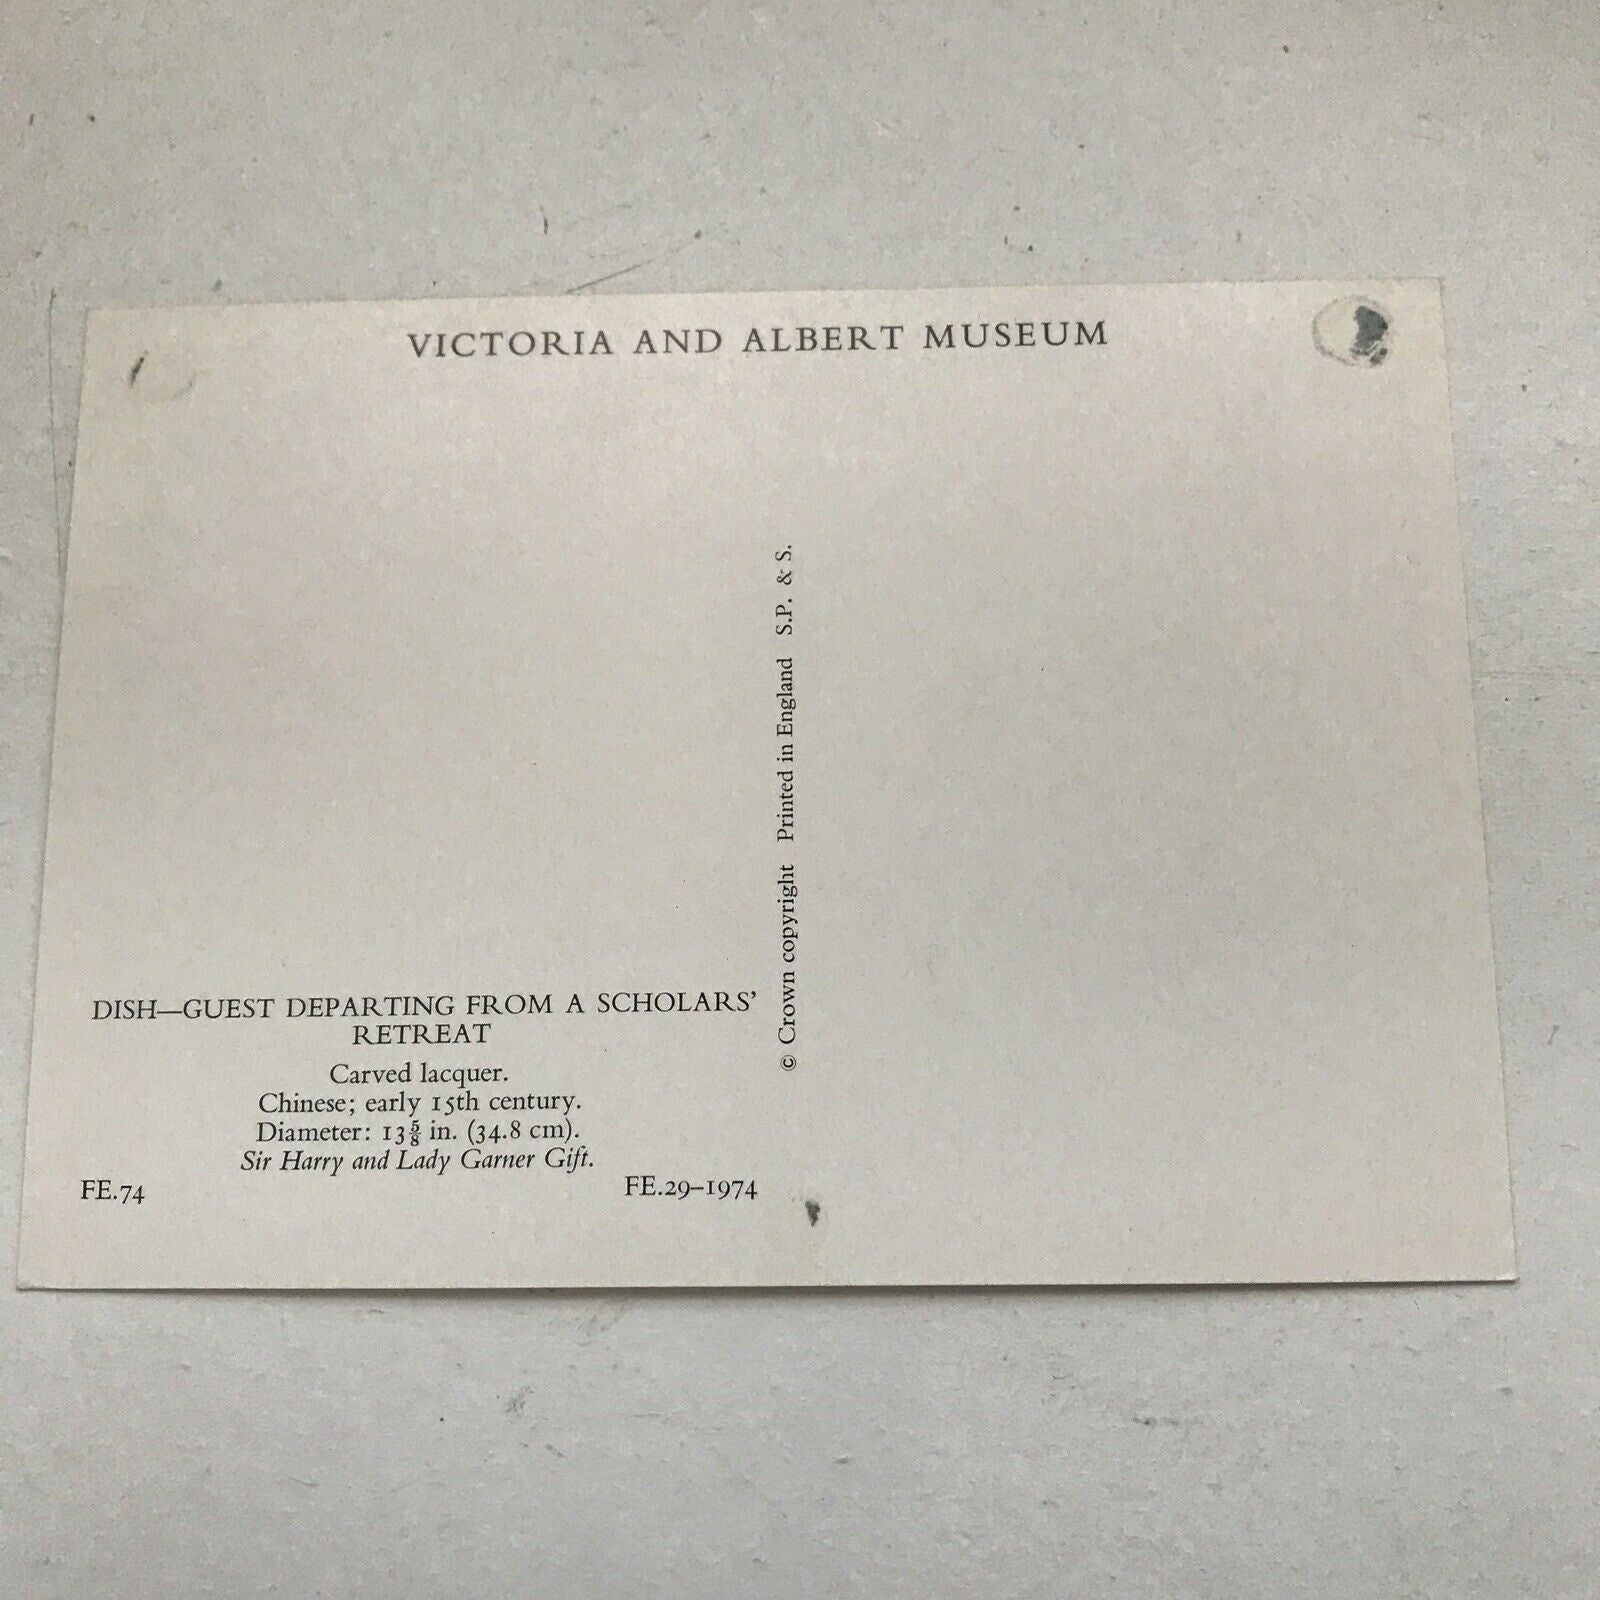 VICTORIA AND ALBERT MUSEUM
DISH—GUEST DEPARTING FROM A SCHOLARS'
RETREAT
Carved lacquer.
Chinese; early 15th century.
Diameter: 13⅝ in. (34.8 cm).
Sir Harry and Lady Garner Gift.
FE.74 FE.29–1974
© Crown copyright Printed in England S.P. & S.